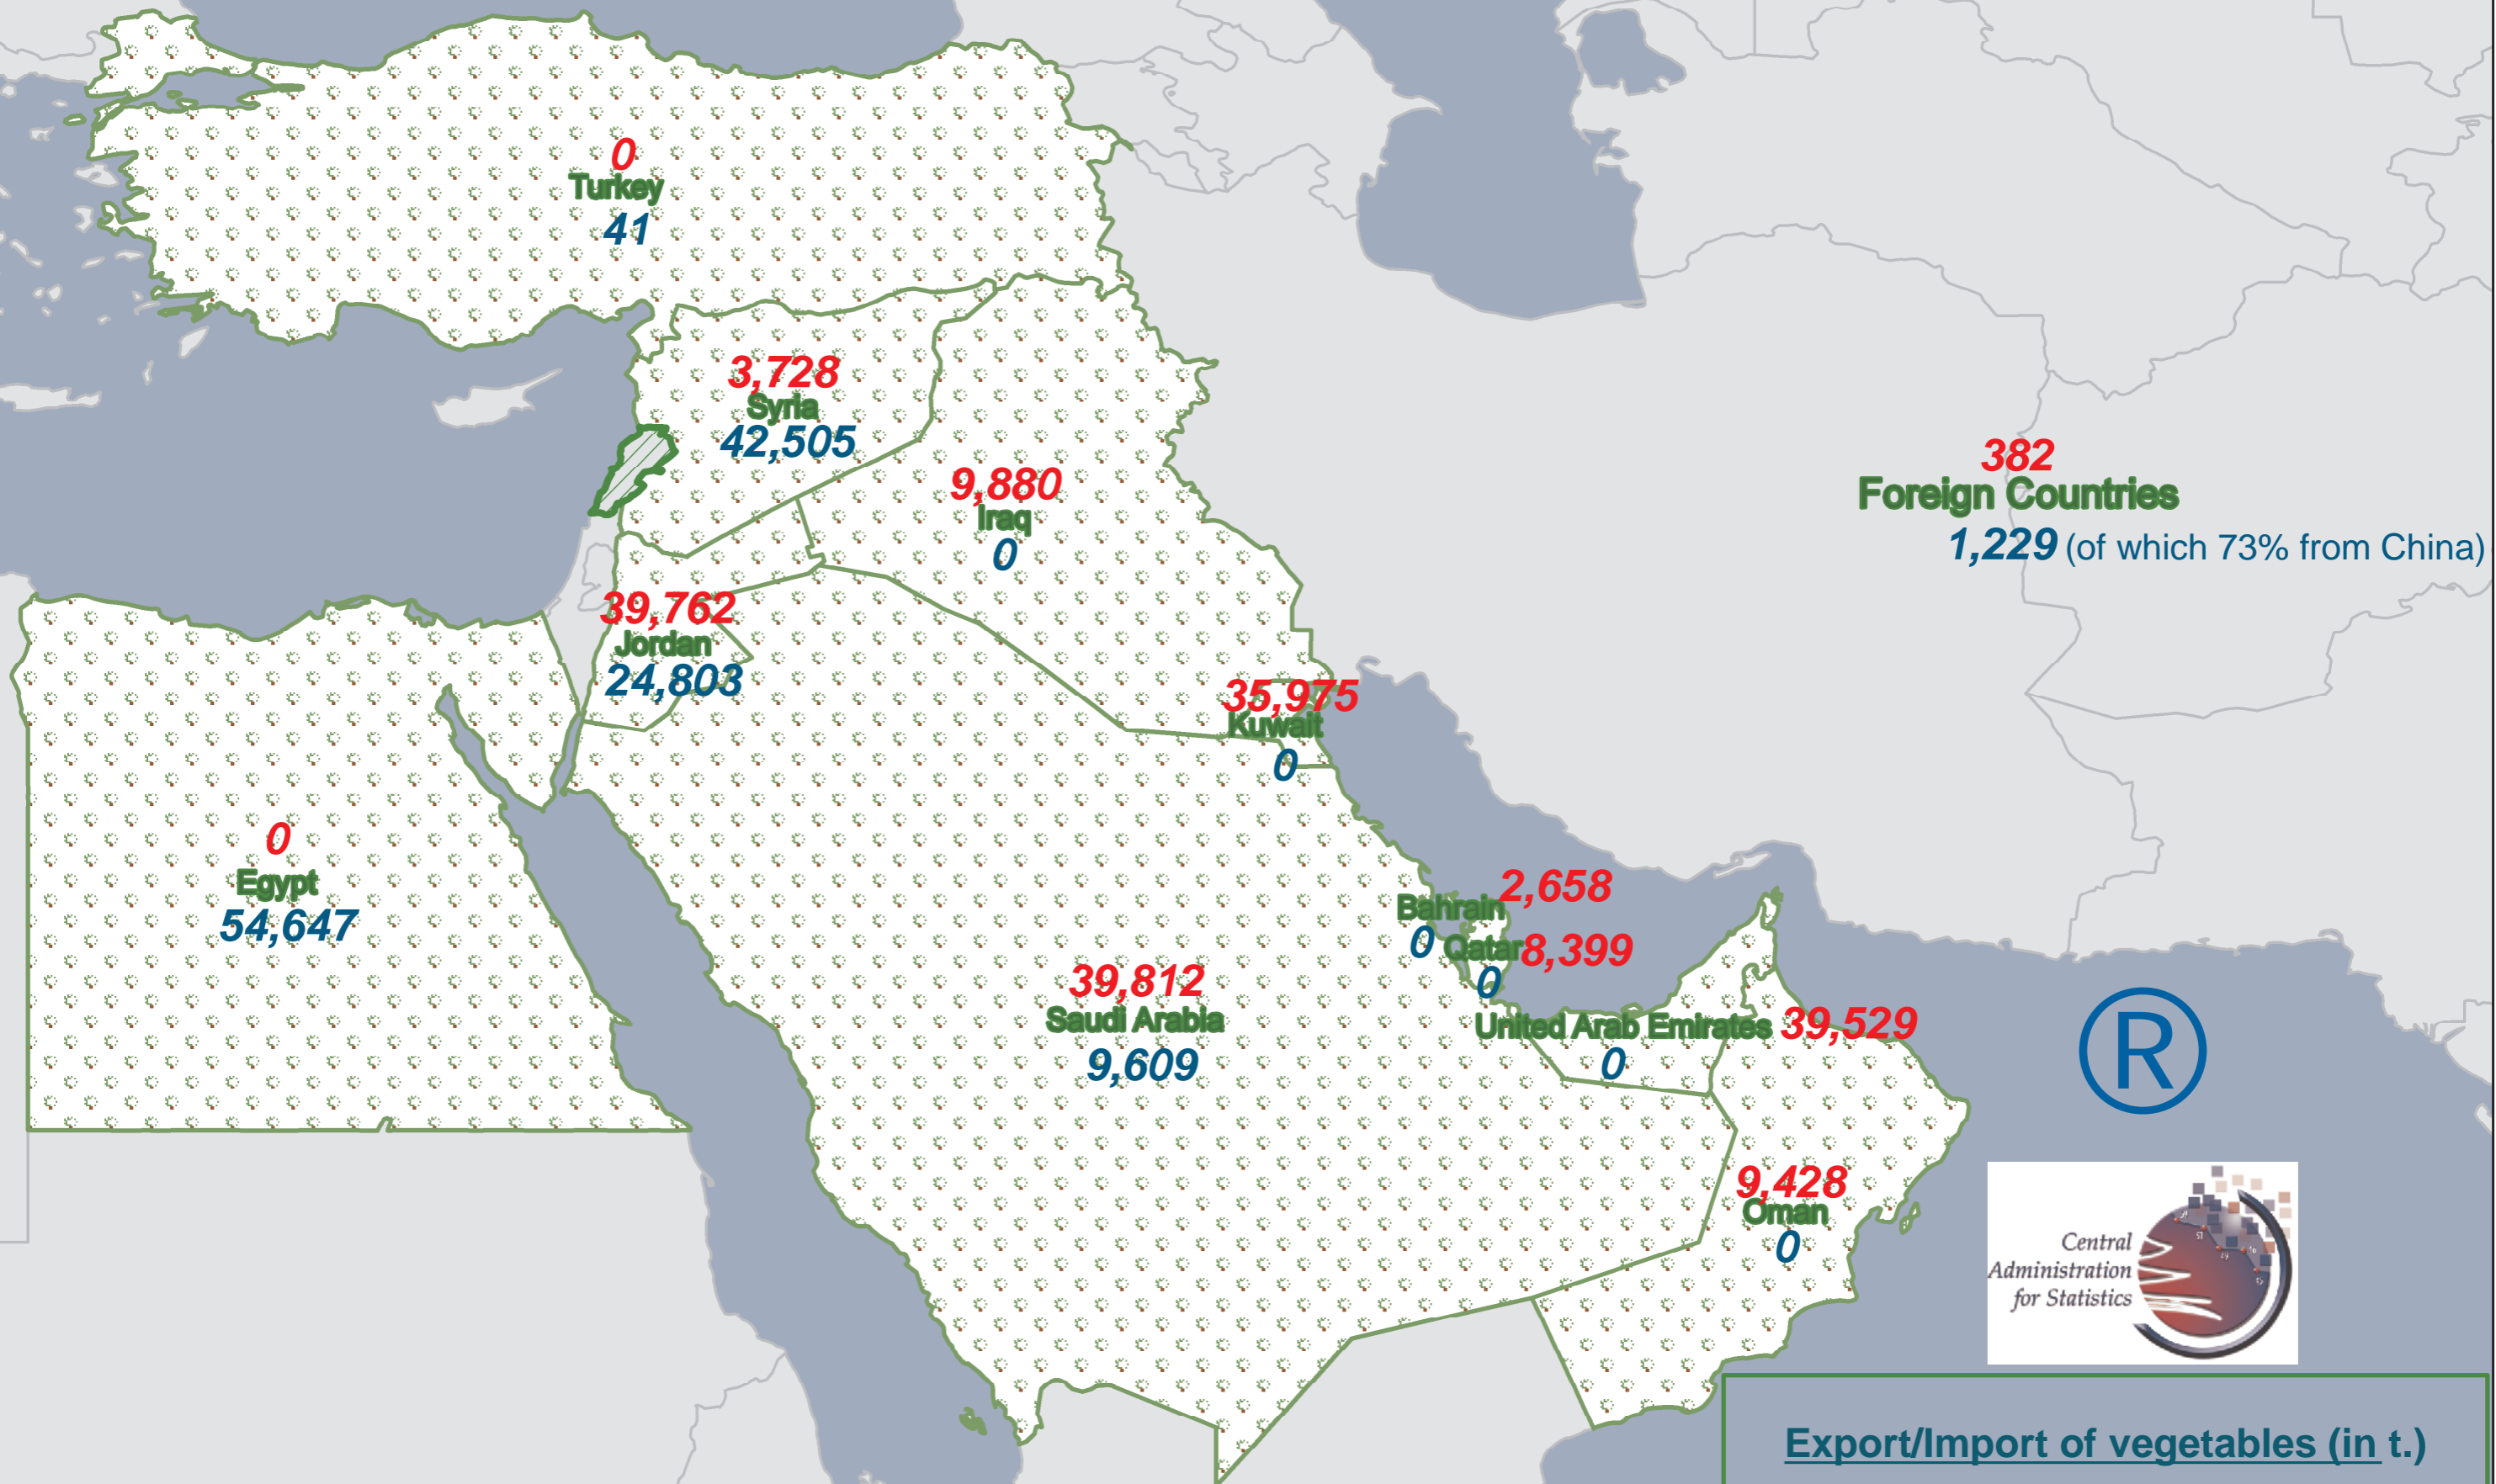 0
Turkey
41
3,728
Syria
42,505
9,880
Iraq
0
382
Foreign Countries
1,229 (of which 73% from China)
39,762
Jordan
24,803
35,975
Kuwait
0
0
Egypt
54,647
2,658
Bahrain
0
Qatar 8,399
0
39,812
Saudi Arabia
9,609
United Arab Emirates 39,529
0
®
9,428
Oman
0
Central
Administration
for Statistics
Export/Import of vegetables (in t.)